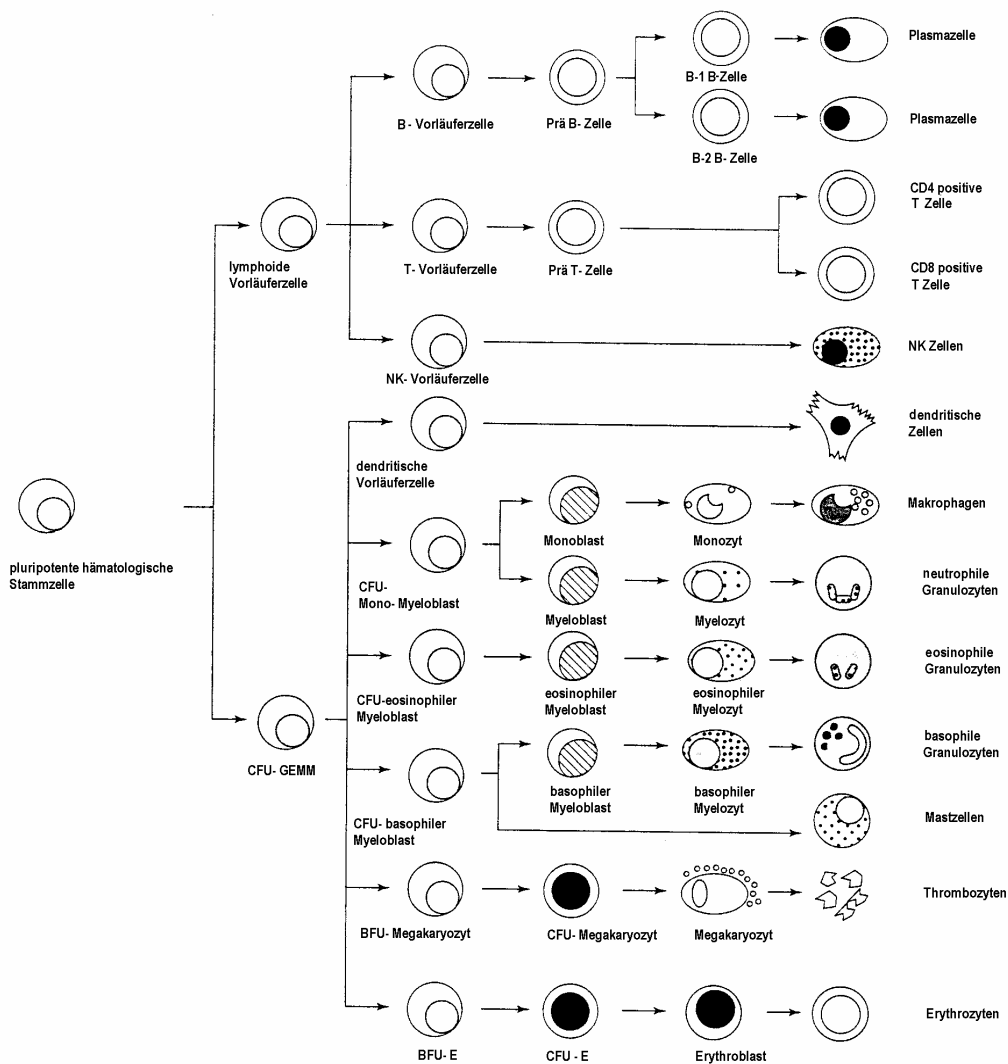 Plasmazelle
B-1 B-Zelle
B- Vorläuferzelle
Prä B- Zelle
Plasmazelle
B-2 B- Zelle
CD4 positive
T Zelle
lymphoide
Vorläuferzelle
T- Vorläuferzelle
Prä T- Zelle
CD8 positive
T Zelle
NK- Vorläuferzelle
NK Zellen
dendritische
Vorläuferzelle
dendritische
Zellen
pluripotente hämatologische
Stammzelle
CFU-
Mono- Myeloblast
Monoblast
Monozyt
Makrophagen
Myeloblast
Myelozyt
neutrophile
Granulozyten
CFU-eosinophiler
Myeloblast
eosinophiler
Myeloblast
eosinophiler
Myelozyt
eosinophile
Granulozyten
CFU- GEMM
CFU- basophiler
Myeloblast
basophiler
Myeloblast
basophiler
Myelozyt
basophile
Granulozyten
Mastzellen
BFU- Megakaryozyt
CFU- Megakaryozyt
Megakaryozyt
Thrombozyten
BFU- E
CFU - E
Erythroblast
Erythrozyten